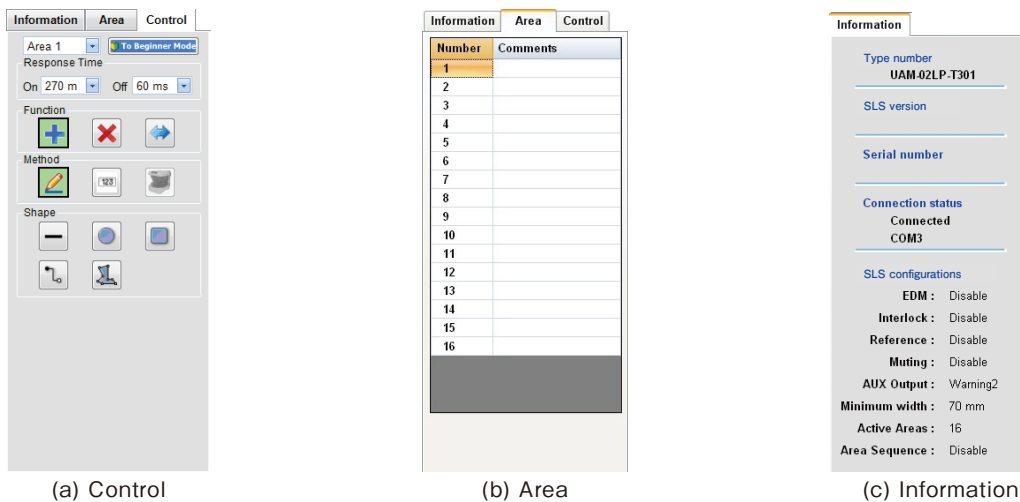 Information Area Control
Area 1 To Beginner Mode
Response Time
On 270 m Off 60 ms
Function
Method
123
Shape
(a) Control
Information Area Control
Number Comments
1
2
3
4
5
6
7
8
9
10
11
12
13
14
15
16
(b) Area
Information
Type number
UAM-02LP-T301
SLS version
Serial number
Connection status
Connected
COM3
SLS configurations
EDM : Disable
Interlock : Disable
Reference : Disable
Muting : Disable
AUX Output : Warning2
Minimum width : 70 mm
Active Areas : 16
Area Sequence : Disable
(c) Information